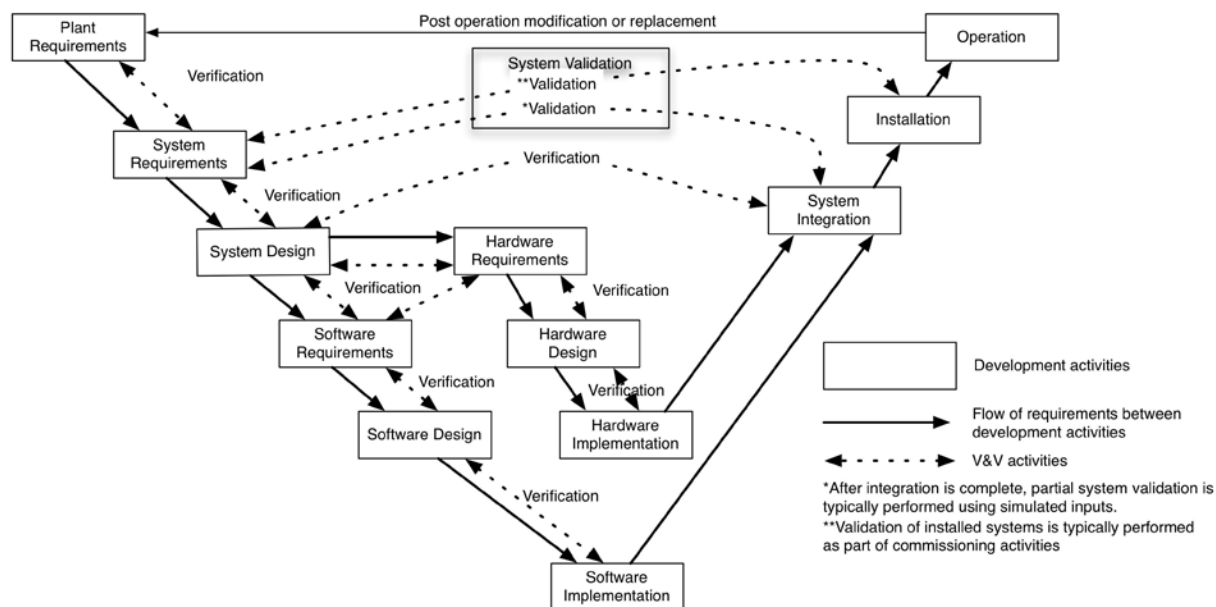 Post operation modification or replacement
Plant
Requirements
Operation
Verification
System Validation
**Validation
*Validation
Installation
System
Requirements
Verification
Verification
System
Integration
System Design
Hardware
Requirements
Verification
Verification
Software
Requirements
Hardware
Design
Verification
Verification
Software Design
Hardware
Implementation
Verification
Software
Implementation
Development activities
Flow of requirements between
development activities
V&V activities
*After integration is complete, partial system validation is
typically performed using simulated inputs.
**Validation of installed systems is typically performed
as part of commissioning activities